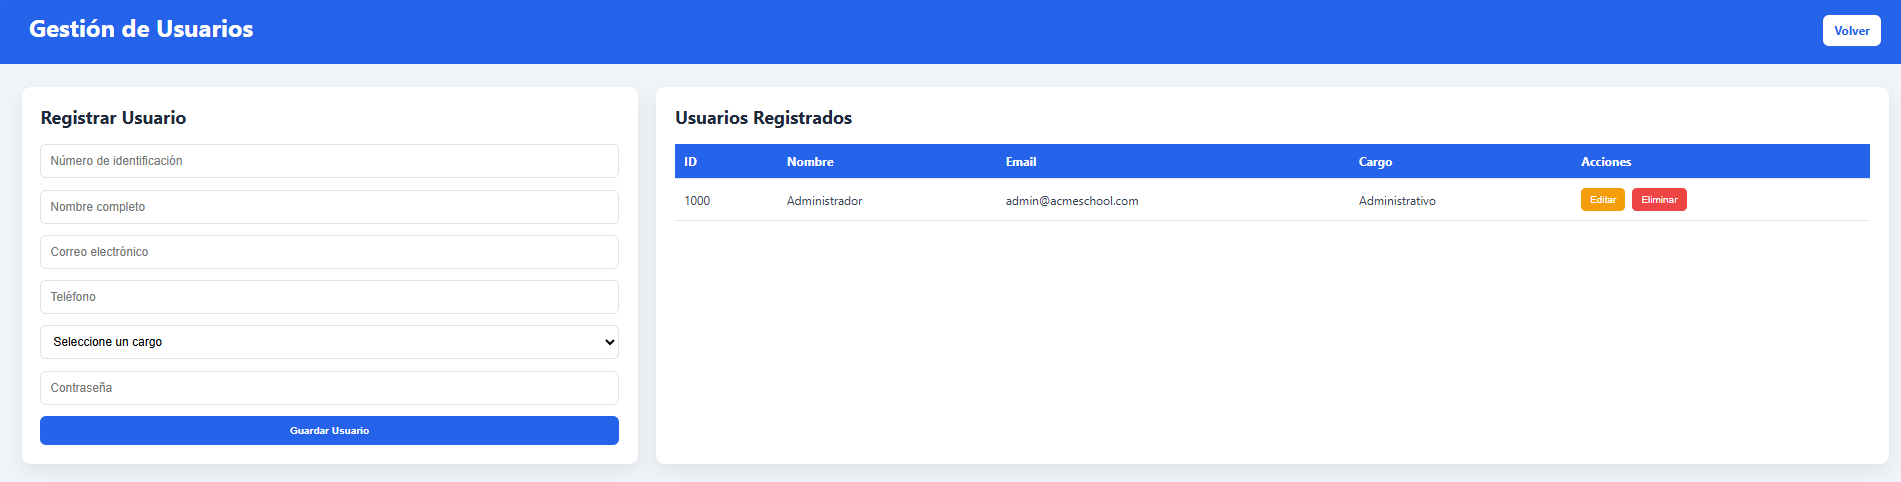 Gestión de Usuarios
Volver
Registrar Usuario
Número de identificación
Nombre completo
Correo electrónico
Teléfono
Seleccione un cargo
Contraseña
Guardar Usuario
Usuarios Registrados
ID Nombre Email Cargo Acciones
1000 Administrador admin@acmeschool.com Administrativo Editar Eliminar